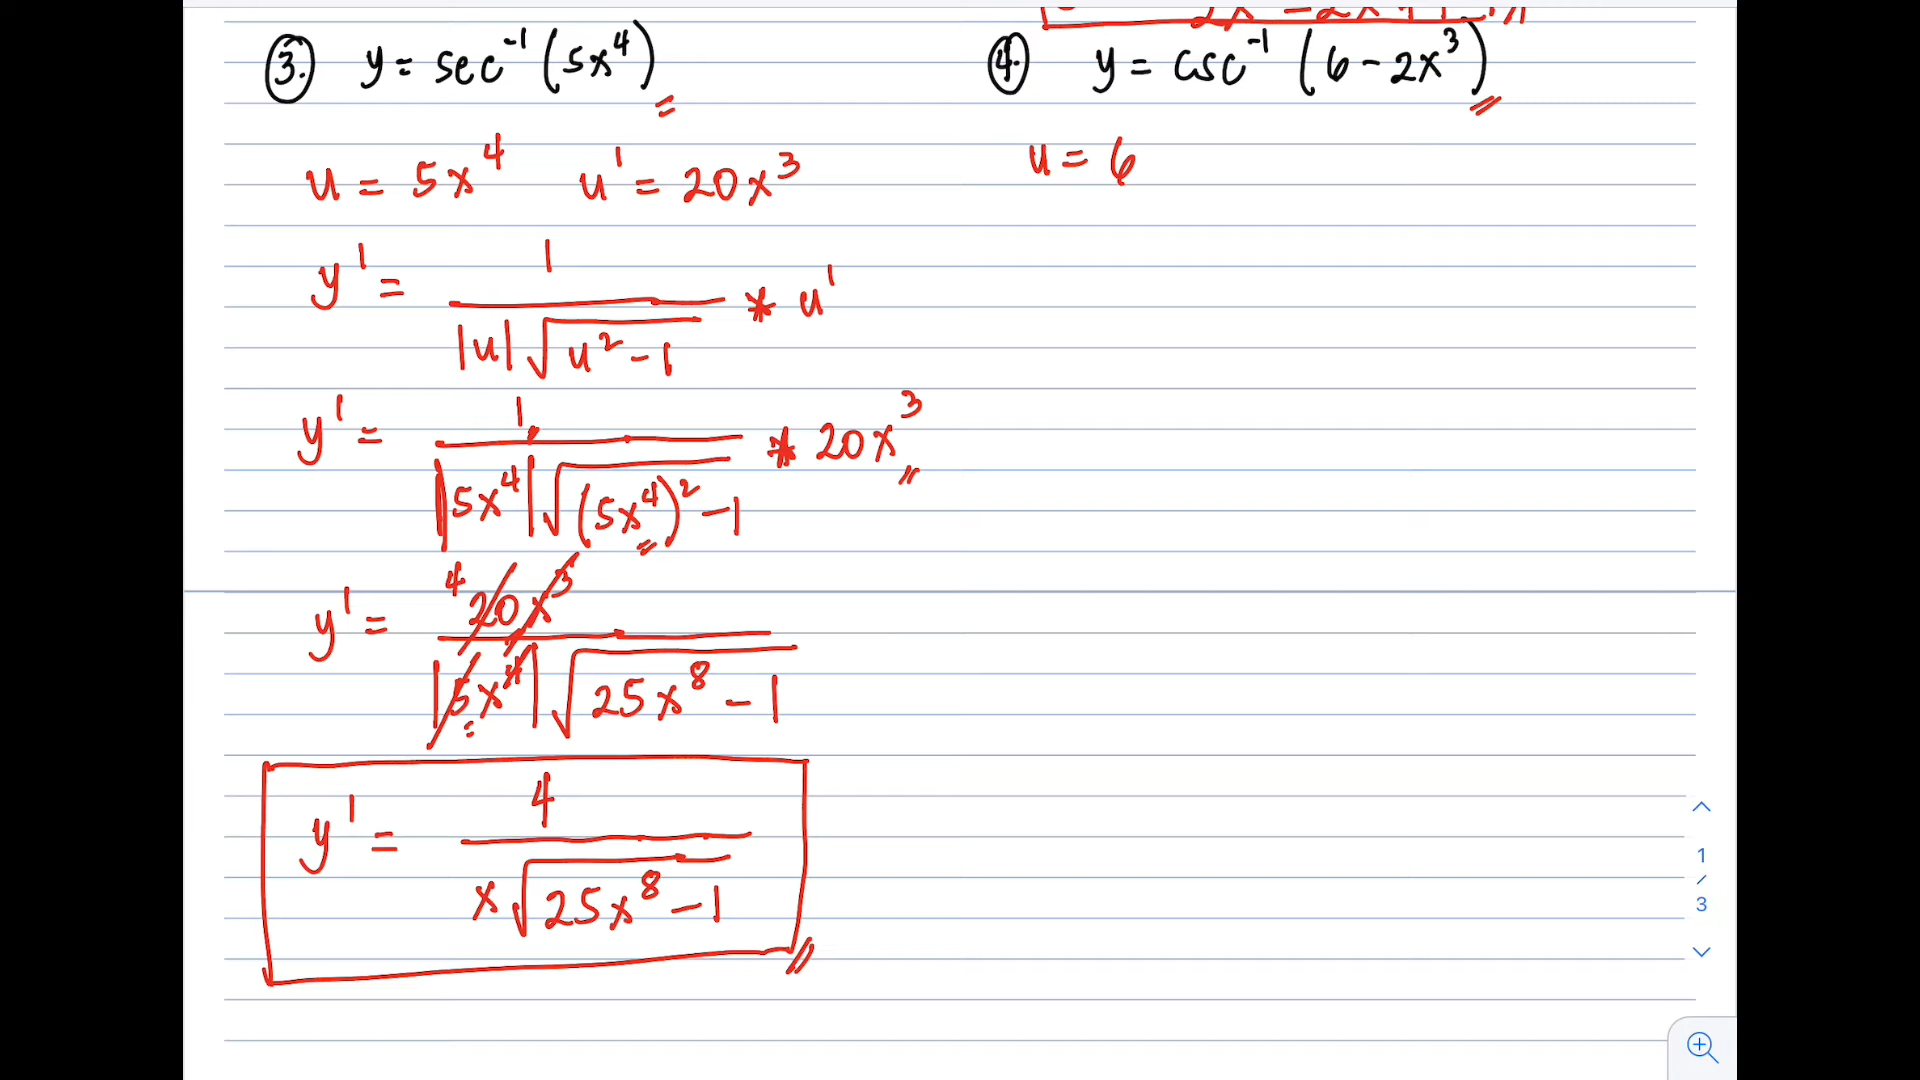 ③. y = sec⁻¹ (5x⁴)
u = 5x⁴ u' = 20x³
y' = 1 / |u|√(u² - 1) * u'
y' = 1 / |5x⁴|√((5x⁴)² - 1) * 20x³
y' = ⁴20x³ / |5x⁴|√(25x⁸ - 1)
y' = 4 / x√(25x⁸ - 1)
④. y = csc⁻¹ (6 - 2x³)
u = 6
1
/
3